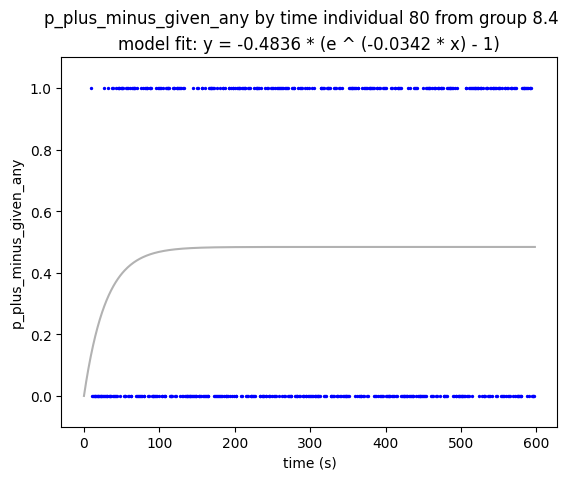 p_plus_minus_given_any by time individual 80 from group 8.4
model fit: y = -0.4836 * (e ^ (-0.0342 * x) - 1)
p_plus_minus_given_any
1.0
0.8
0.6
0.4
0.2
0.0
0 100 200 300 400 500 600
time (s)